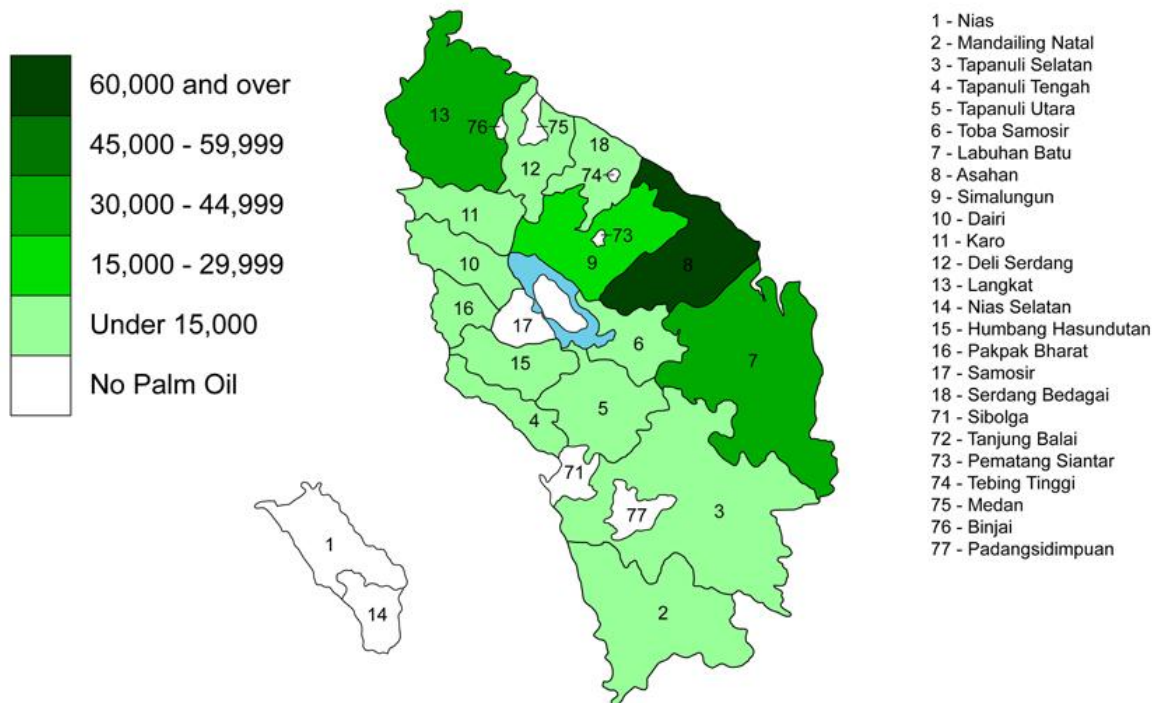 60,000 and over
45,000 - 59,999
30,000 - 44,999
15,000 - 29,999
Under 15,000
No Palm Oil
1 - Nias
2 - Mandailing Natal
3 - Tapanuli Selatan
4 - Tapanuli Tengah
5 - Tapanuli Utara
6 - Toba Samosir
7 - Labuhan Batu
8 - Asahan
9 - Simalungun
10 - Dairi
11 - Karo
12 - Deli Serdang
13 - Langkat
14 - Nias Selatan
15 - Humbang Hasundutan
16 - Pakpak Bharat
17 - Samosir
18 - Serdang Bedagai
71 - Sibolga
72 - Tanjung Balai
73 - Pematang Siantar
74 - Tebing Tinggi
75 - Medan
76 - Binjai
77 - Padangsidimpuan
13
76
75
18
12
74
11
73
10
9
8
16
17
6
7
15
5
4
71
77
3
1
14
2